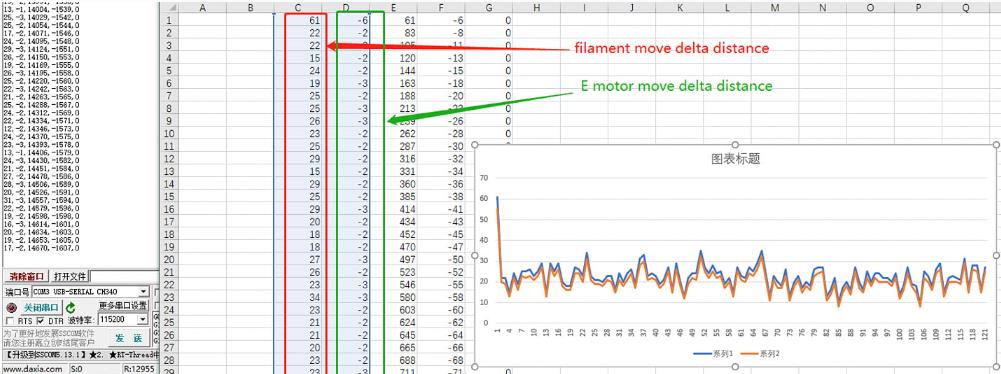 13, -1, 14004, -1539, 0
25, -3, 14029, -1542, 0
25, -2, 14054, -1544, 0
17, -2, 14071, -1546, 0
24, -2, 14095, -1548, 0
29, -3, 14124, -1551, 0
26, -2, 14150, -1553, 0
19, -2, 14169, -1555, 0
26, -3, 14195, -1558, 0
25, -2, 14220, -1560, 0
22, -3, 14242, -1563, 0
21, -2, 14263, -1565, 0
25, -2, 14288, -1567, 0
24, -2, 14312, -1569, 0
22, -2, 14334, -1571, 0
12, -2, 14346, -1573, 0
24, -2, 14370, -1575, 0
23, -3, 14393, -1578, 0
13, -1, 14406, -1579, 0
24, -3, 14430, -1582, 0
21, -2, 14451, -1584, 0
27, -2, 14478, -1586, 0
28, -3, 14506, -1589, 0
20, -2, 14526, -1591, 0
31, -3, 14557, -1594, 0
22, -2, 14579, -1596, 0
19, -2, 14598, -1598, 0
16, -3, 14614, -1601, 0
20, -2, 14634, -1603, 0
19, -2, 14653, -1605, 0
17, -2, 14670, -1607, 0
清除窗口 打开文件
端口号 COM3 USB-SERIAL CH340
关闭串口 更多串口设置
RTS DTR 波特率: 115200
为了更好地发展SSCOM软件
请您注册嘉立创F结尾客户
发 送
【升级到SSCOM5.13.1】★2. ★RT-Thread中
www.daxia.com S:0 R:12955
A B C D E F G H I J K L M N O P Q
1 61 -6 61 -6 0
2 22 -2 83 -8 0
3 22 -11 0
4 15 -2 120 -13 0
5 24 -2 144 -15 0
6 19 -3 163 -18 0
7 25 -2 188 -20 0
8 25 -3 213 0
9 26 -3 -26 0
10 23 -2 262 -28 0
11 25 -2 287 -30 0
12 29 -2 316 -32
13 15 -2 331 -34
14 29 -2 360 -36
15 25 -2 385 -38
16 29 -3 414 -41
17 20 -2 434 -43
18 18 -2 452 -45
19 18 -2 470 -47
20 27 -3 497 -50
21 26 -2 523 -52
22 23 -3 546 -55
23 34 -3 580 -58
24 23 -2 603 -60
25 21 -2 624 -62
26 21 -2 645 -64
27 20 -2 665 -66
28 23 -2 688 -68
29 23 -3 711 -71 0
filament move delta distance
E motor move delta distance
图表标题
70
60
50
40
30
20
10
0
1 4 7 10 13 16 19 22 25 28 31 34 37 40 43 46 49 52 55 58 61 64 67 70 73 76 79 82 85 88 91 94 97 100 103 106 109 112 115 118 121
系列1 系列2